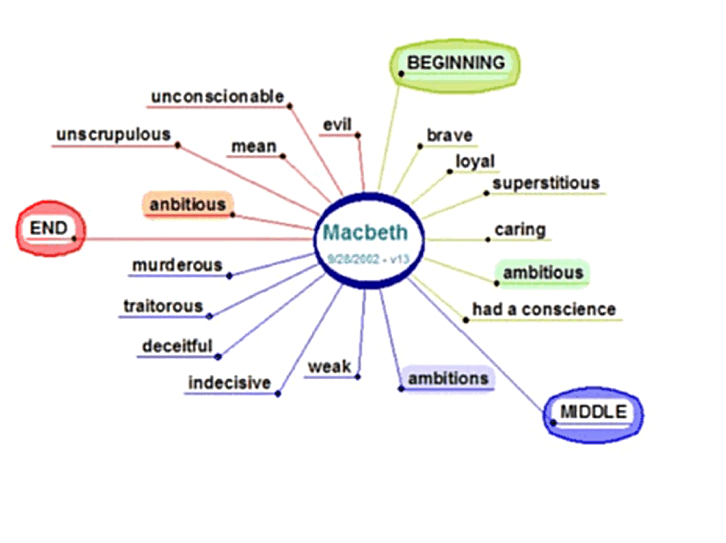 BEGINNING
unconscionable
evil
unscrupulous
mean
brave
loyal
superstitious
anbitious
END
Macbeth
9/28/2002 - v13
caring
murderous
ambitious
traitorous
had a conscience
deceitful
weak
indecisive
ambitions
MIDDLE